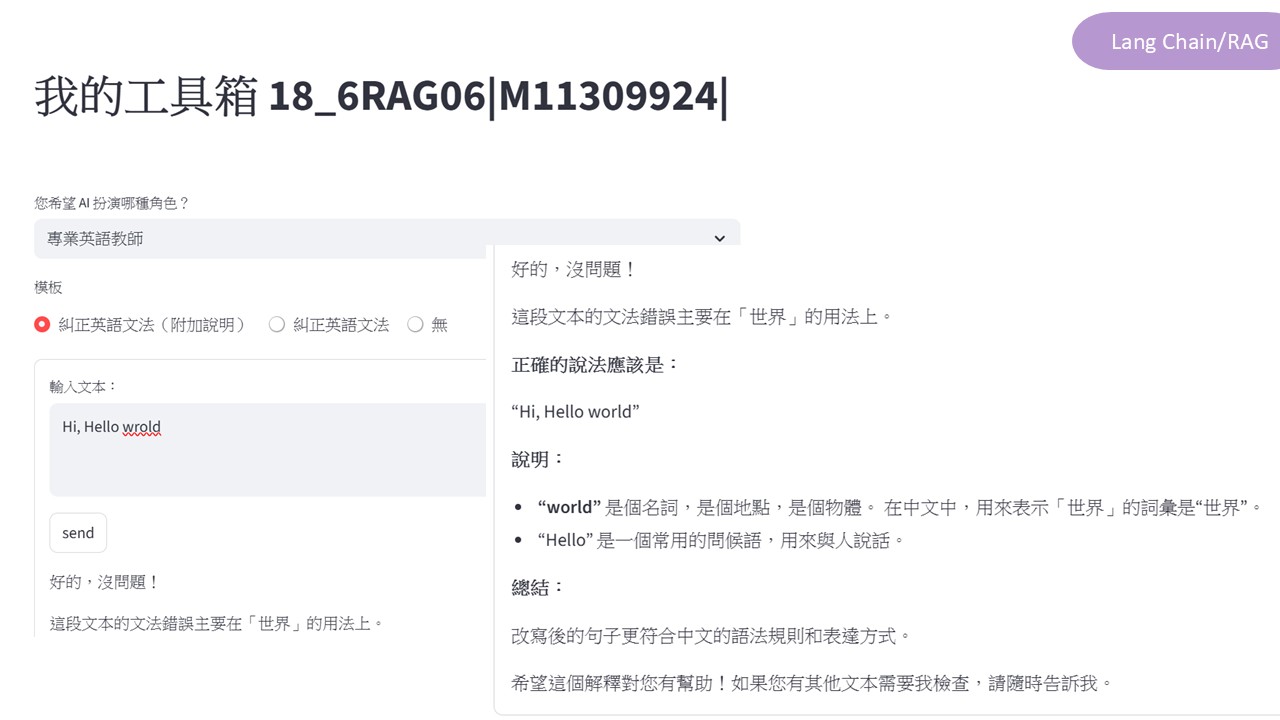 Lang Chain/RAG
我的工具箱 18_6RAG06|M11309924|
您希望 AI 扮演哪種角色？
專業英語教師
模板
糾正英語文法（附加說明） 糾正英語文法 無
輸入文本：
Hi, Hello wrold
send
好的，沒問題！
這段文本的文法錯誤主要在「世界」的用法上。
好的，沒問題！
這段文本的文法錯誤主要在「世界」的用法上。
正確的說法應該是：
“Hi, Hello world”
說明：
• “world” 是個名詞，是個地點，是個物體。 在中文中，用來表示「世界」的詞彙是“世界”。
• “Hello” 是一個常用的問候語，用來與人說話。
總結：
改寫後的句子更符合中文的語法規則和表達方式。
希望這個解釋對您有幫助！如果您有其他文本需要我檢查，請隨時告訴我。